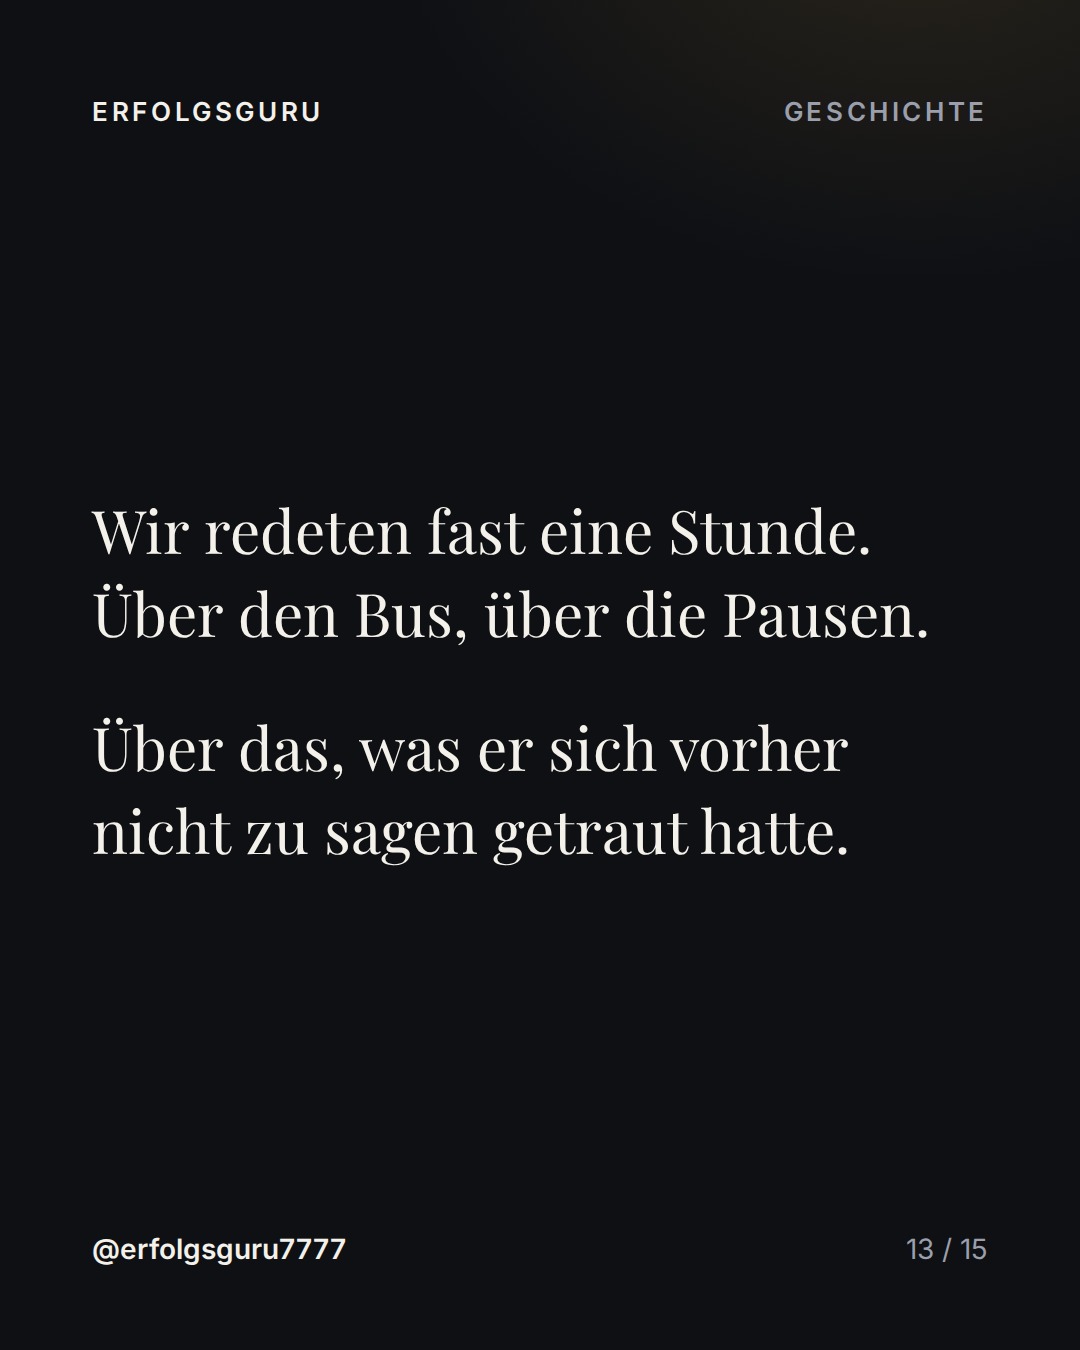 ERFOLGSGURU
GESCHICHTE
Wir redeten fast eine Stunde.
Über den Bus, über die Pausen.
Über das, was er sich vorher
nicht zu sagen getraut hatte.
@erfolgsguru7777
13 / 15